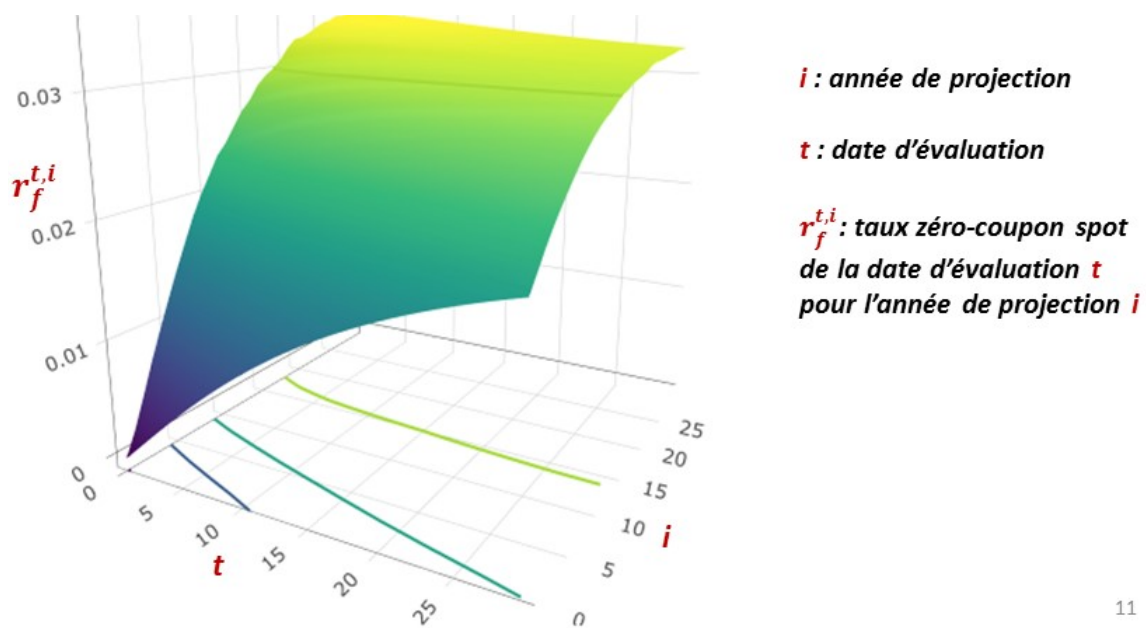 0.03
r_f^{t,i}
0.02
0.01
0
0
5
10
15
20
25
t
0
5
10
15
20
25
i
i : année de projection
t : date d'évaluation
r_f^{t,i} : taux zéro-coupon spot
de la date d'évaluation t
pour l'année de projection i
11